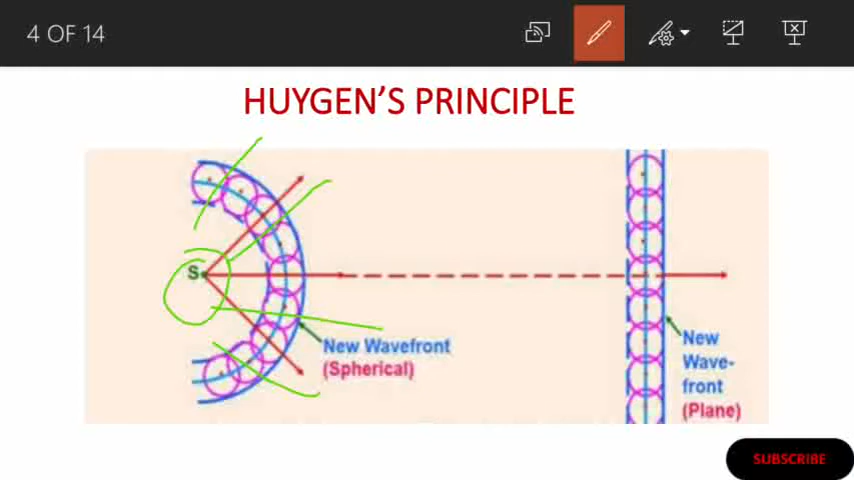 4 OF 14
HUYGEN'S PRINCIPLE
S
New Wavefront
(Spherical)
New
Wave-
front
(Plane)
SUBSCRIBE